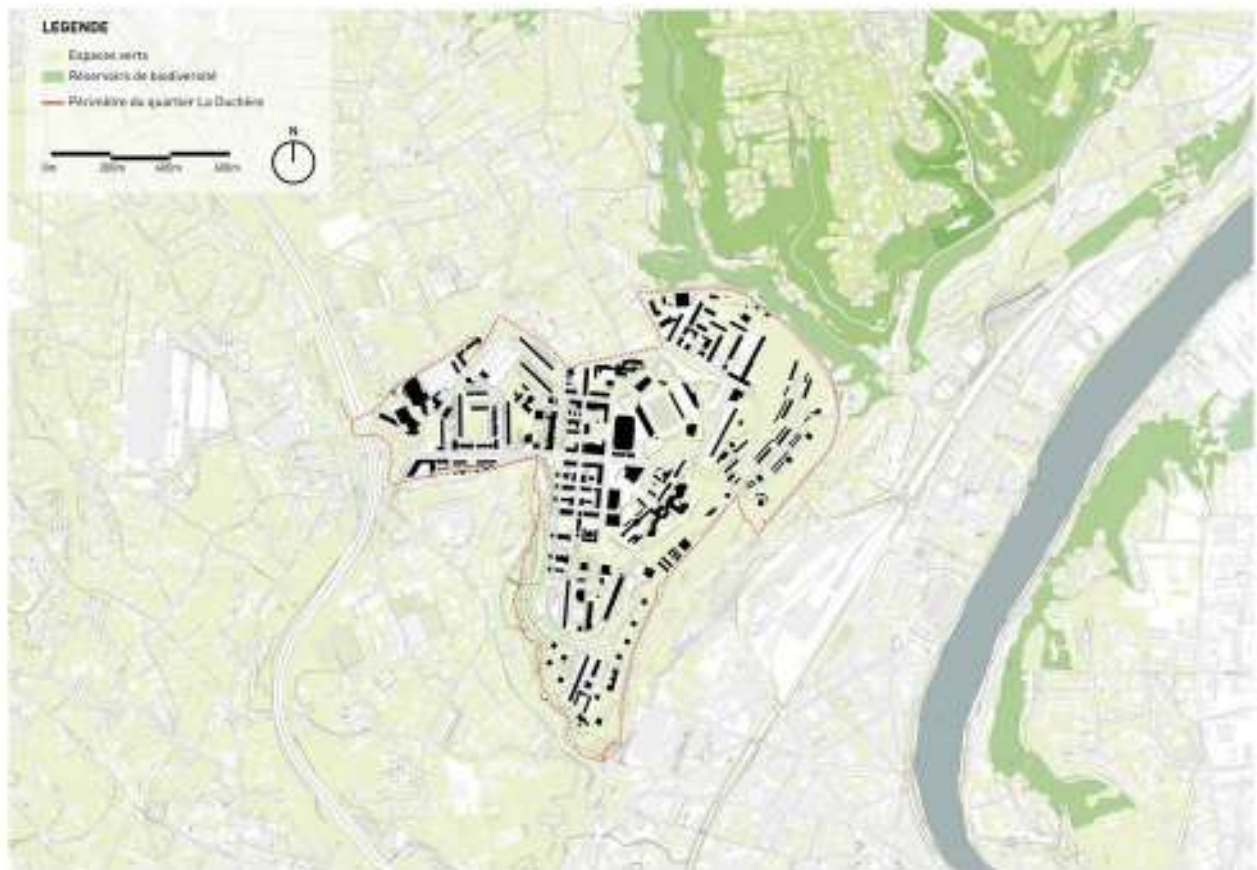 LEGENDE
Espaces verts
Réservoirs de biodiversité
Périmètre du quartier La Duchère
N
0m 200m 400m 600m